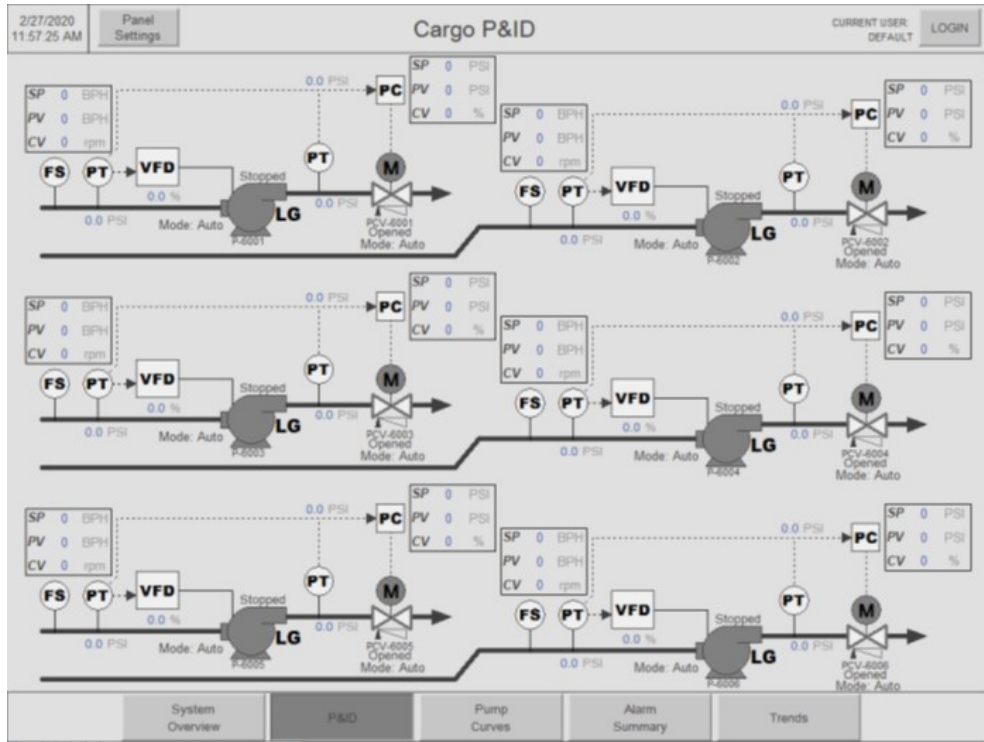 2/27/2020
11:57:25 AM
Panel
Settings
Cargo P&ID
CURRENT USER:
DEFAULT
LOGIN
SP 0 BPH
PV 0 BPH
CV 0 rpm
0.0 PSI
PC
SP 0 PSI
PV 0 PSI
CV 0 %
FS
PT
VFD
0.0 %
0.0 PSI
Mode: Auto
Stopped
LG
P-6001
PT
0.0 PSI
M
PCV-6001
Opened
Mode: Auto
SP 0 BPH
PV 0 BPH
CV 0 rpm
0.0 PSI
PC
SP 0 PSI
PV 0 PSI
CV 0 %
FS
PT
VFD
0.0 %
0.0 PSI
Mode: Auto
Stopped
LG
P-6002
PT
0.0 PSI
M
PCV-6002
Opened
Mode: Auto
SP 0 BPH
PV 0 BPH
CV 0 rpm
0.0 PSI
PC
SP 0 PSI
PV 0 PSI
CV 0 %
FS
PT
VFD
0.0 %
0.0 PSI
Mode: Auto
Stopped
LG
P-6003
PT
0.0 PSI
M
PCV-6003
Opened
Mode: Auto
SP 0 BPH
PV 0 BPH
CV 0 rpm
0.0 PSI
PC
SP 0 PSI
PV 0 PSI
CV 0 %
FS
PT
VFD
0.0 %
0.0 PSI
Mode: Auto
Stopped
LG
P-6004
PT
0.0 PSI
M
PCV-6004
Opened
Mode: Auto
SP 0 BPH
PV 0 BPH
CV 0 rpm
0.0 PSI
PC
SP 0 PSI
PV 0 PSI
CV 0 %
FS
PT
VFD
0.0 %
0.0 PSI
Mode: Auto
Stopped
LG
P-6005
PT
0.0 PSI
M
PCV-6005
Opened
Mode: Auto
SP 0 BPH
PV 0 BPH
CV 0 rpm
0.0 PSI
PC
SP 0 PSI
PV 0 PSI
CV 0 %
FS
PT
VFD
0.0 %
0.0 PSI
Mode: Auto
Stopped
LG
P-6006
PT
0.0 PSI
M
PCV-6006
Opened
Mode: Auto
System
Overview
P&ID
Pump
Curves
Alarm
Summary
Trends